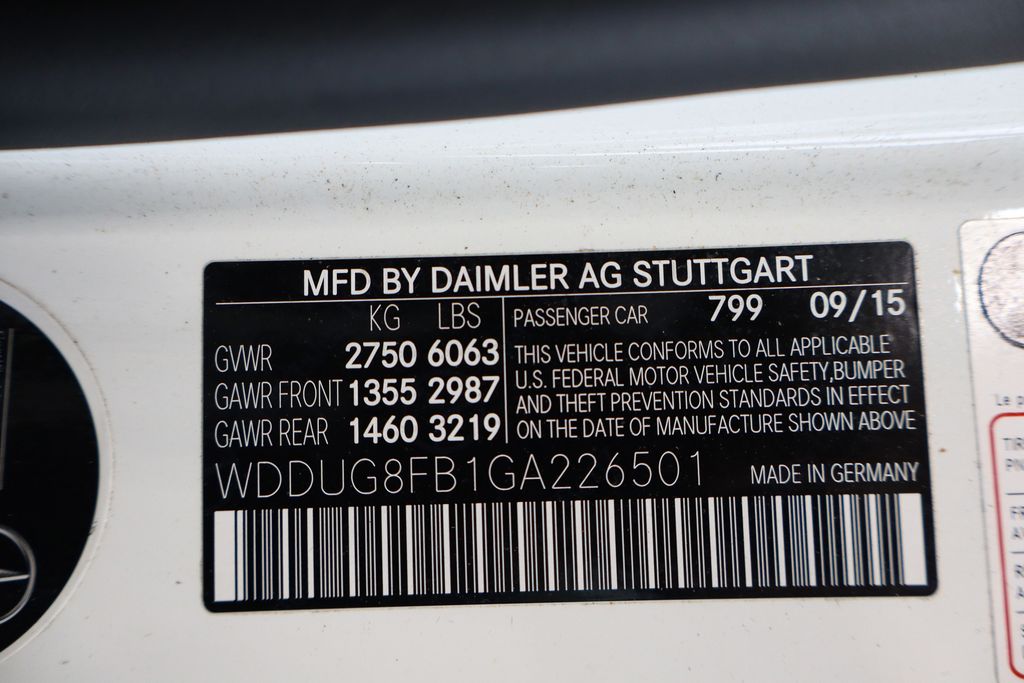 MFD BY DAIMLER AG STUTTGART
KG LBS
GVWR 2750 6063
GAWR FRONT 1355 2987
GAWR REAR 1460 3219
PASSENGER CAR 799 09/15
THIS VEHICLE CONFORMS TO ALL APPLICABLE
U.S. FEDERAL MOTOR VEHICLE SAFETY,BUMPER
AND THEFT PREVENTION STANDARDS IN EFFECT
ON THE DATE OF MANUFACTURE SHOWN ABOVE
WDDUG8FB1GA226501 MADE IN GERMANY
Le